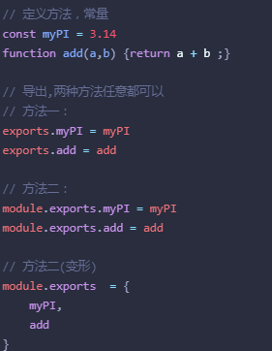 // 定义方法，常量
const myPI = 3.14
function add(a,b) {return a + b ;}
// 导出,两种方法任意都可以
// 方法一：
exports.myPI = myPI
exports.add = add
// 方法二：
module.exports.myPI = myPI
module.exports.add = add
// 方法二(变形)
module.exports  = {
    myPI,
    add
}